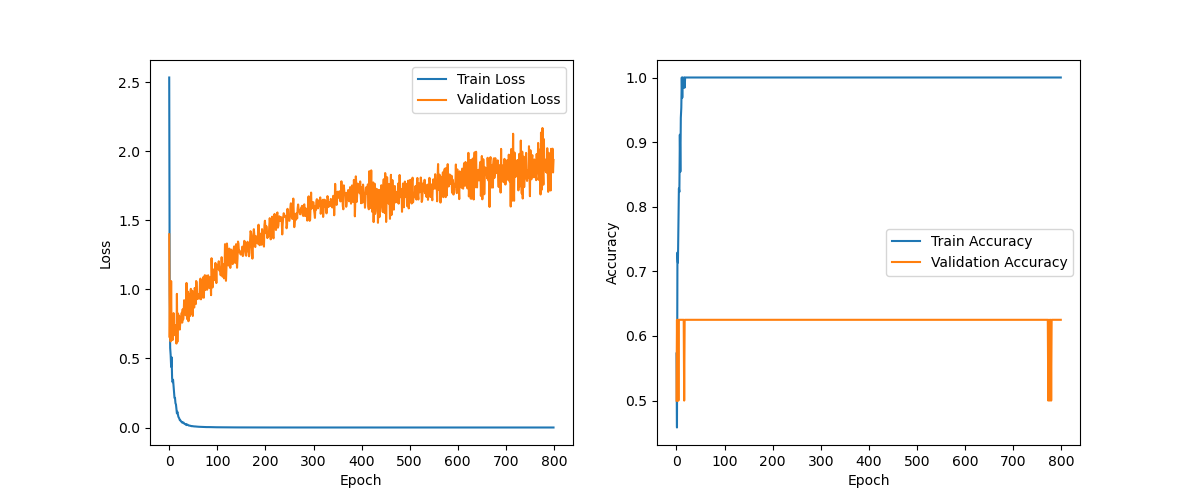 2.5
2.0
1.5
1.0
0.5
0.0
Loss
Train Loss
Validation Loss
0 100 200 300 400 500 600 700 800
Epoch
1.0
0.9
0.8
0.7
0.6
0.5
Accuracy
Train Accuracy
Validation Accuracy
0 100 200 300 400 500 600 700 800
Epoch